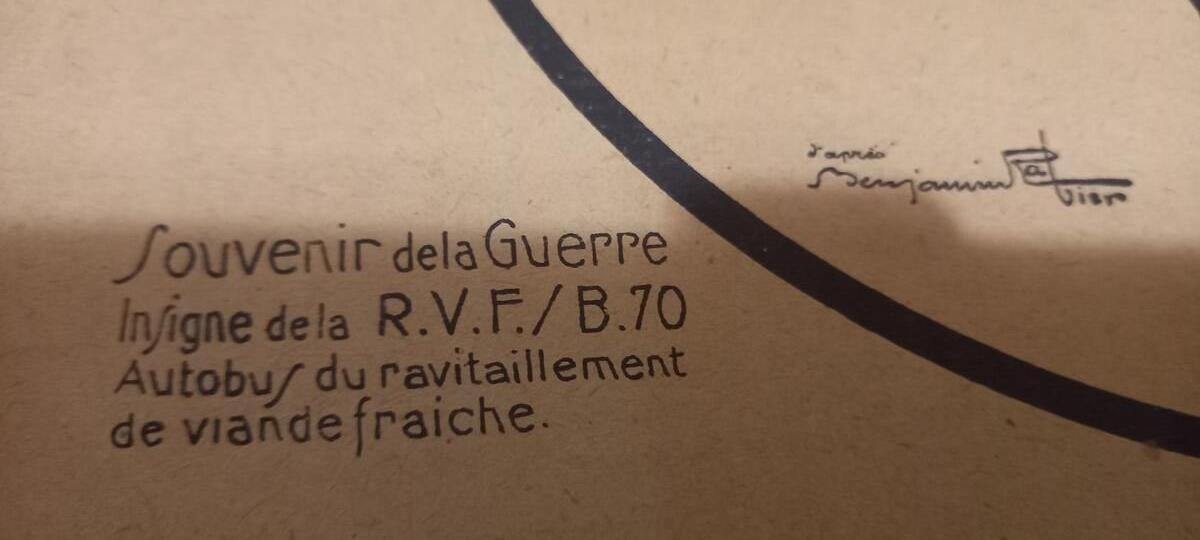 Souvenir de la Guerre
Insigne de la R.V.F./B.70
Autobus du ravitaillement
de viande fraiche.
d'après
Benjamin Rabier